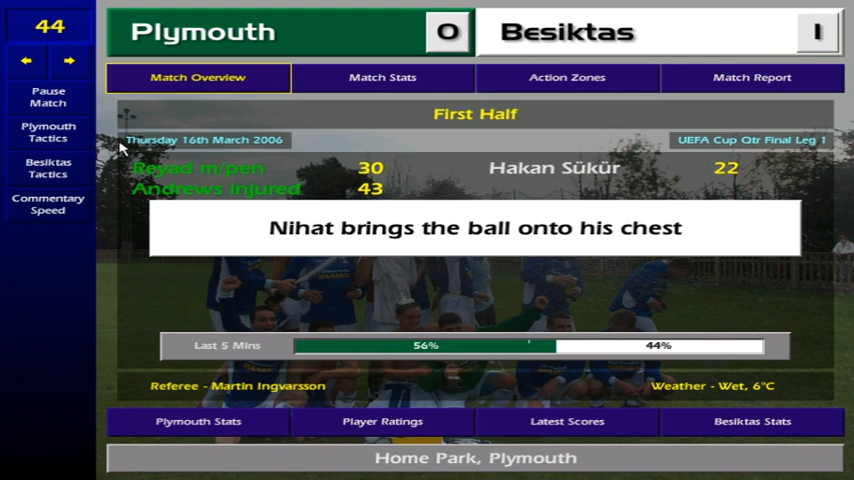 44
Plymouth 0 Besiktas 1
Match Overview Match Stats Action Zones Match Report
Pause Match
Plymouth Tactics
Besiktas Tactics
Commentary Speed
First Half
Thursday 16th March 2006 UEFA Cup Qtr Final Leg 1
Reyad m/pen 30 Hakan Sükür 22
Andrews injured 43
Nihat brings the ball onto his chest
Last 5 Mins 56% 44%
Referee - Martin Ingvarsson Weather - Wet, 6°C
Plymouth Stats Player Ratings Latest Scores Besiktas Stats
Home Park, Plymouth